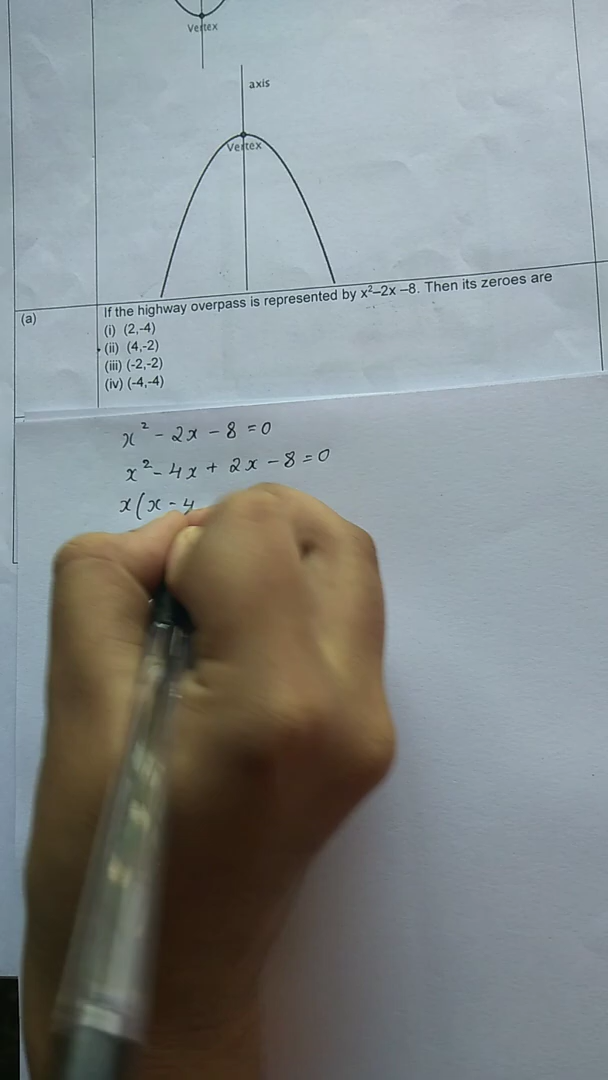 Vertex
axis
Vertex
(a) If the highway overpass is represented by x²–2x –8. Then its zeroes are
(i) (2,-4)
(ii) (4,-2)
(iii) (-2,-2)
(iv) (-4,-4)
x² - 2x - 8 = 0
x² - 4x + 2x - 8 = 0
x(x - 4